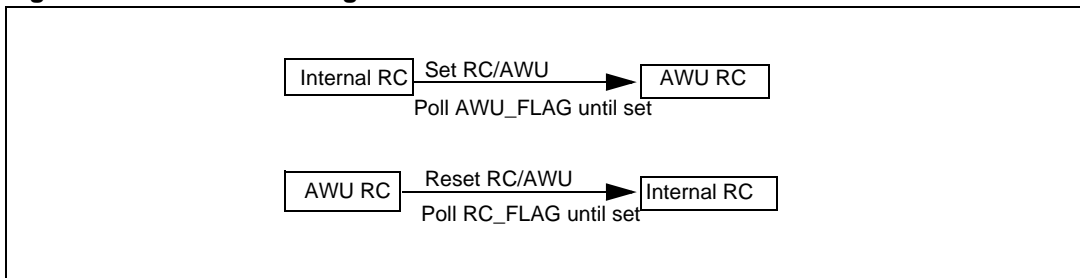 Internal RC Set RC/AWU AWU RC
Poll AWU_FLAG until set
AWU RC Reset RC/AWU Internal RC
Poll RC_FLAG until set